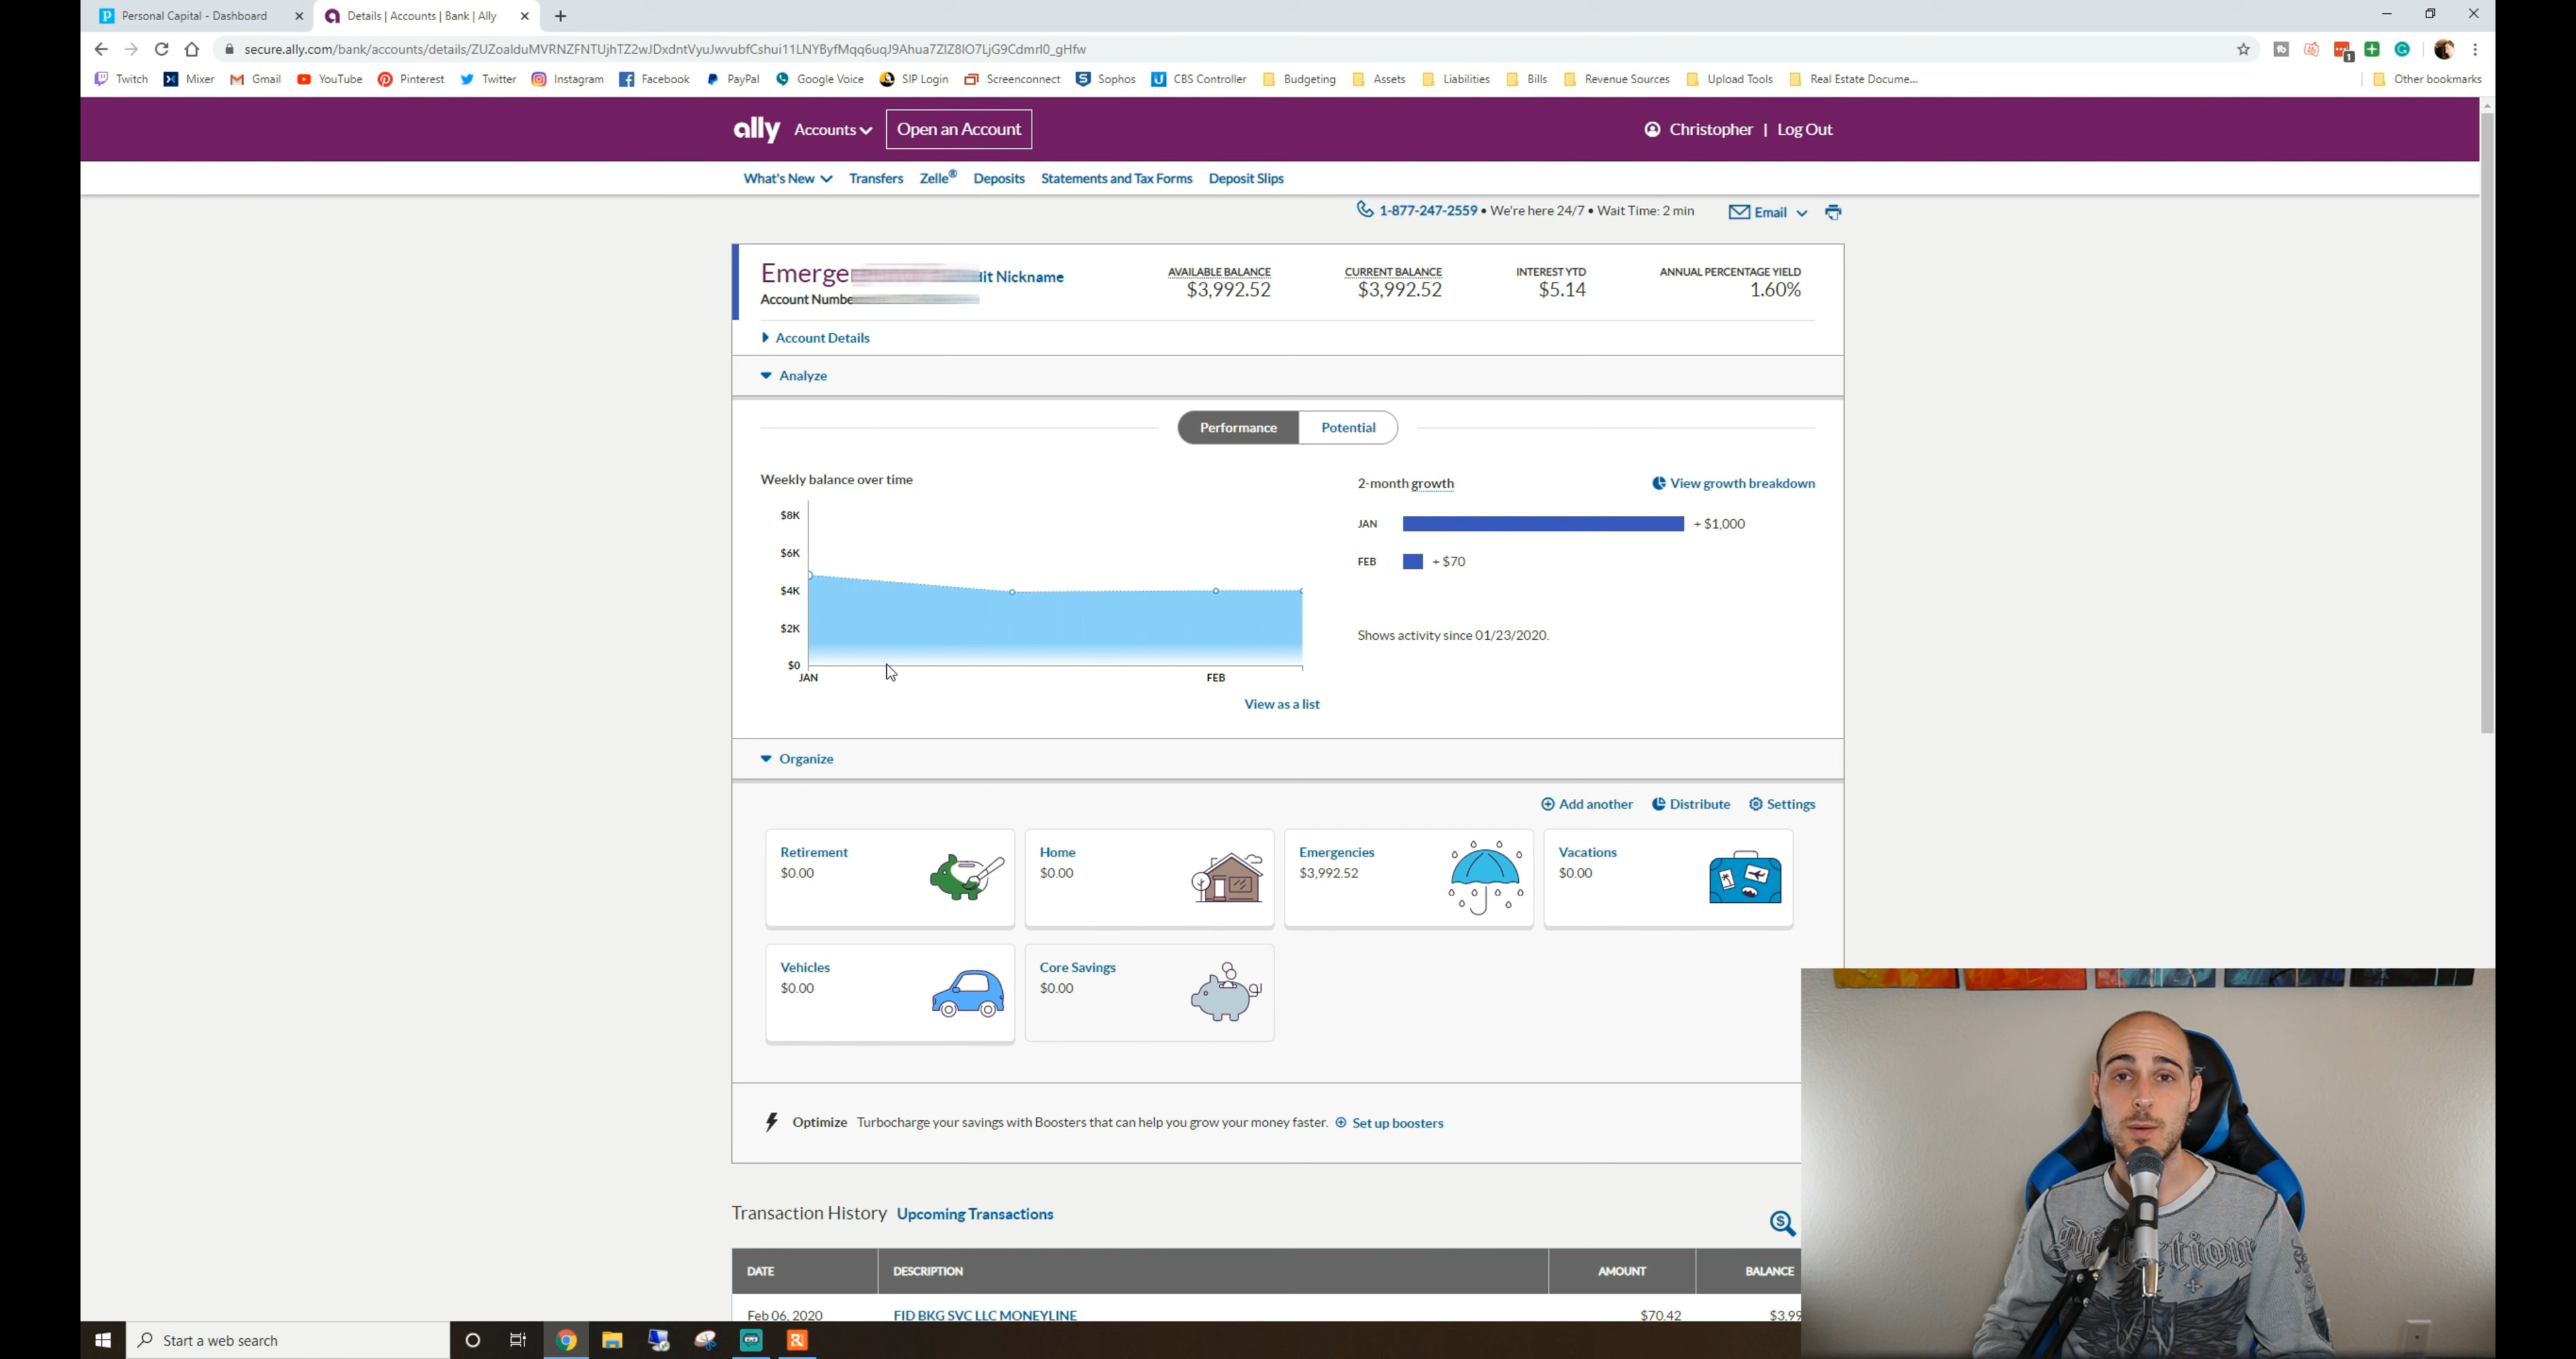 Personal Capital - Dashboard
Details | Accounts | Bank | Ally
secure.ally.com/bank/accounts/details/
Twitch Mixer Gmail YouTube Pinterest Twitter Instagram Facebook PayPal Google Voice SIP Login Screenconnect Sophos CBS Controller Budgeting Assets Liabilities Bills Revenue Sources Upload Tools Real Estate Docume... Other bookmarks
ally Accounts Open an Account Christopher | Log Out
What's New Transfers Zelle® Deposits Statements and Tax Forms Deposit Slips
1-877-247-2559 • We're here 24/7 • Wait Time: 2 min Email
Emerge dit Nickname
Account Numbe
AVAILABLE BALANCE CURRENT BALANCE INTEREST YTD ANNUAL PERCENTAGE YIELD
$3,992.52 $3,992.52 $5.14 1.60%
Account Details
Analyze
Performance Potential
Weekly balance over time
$8K
$6K
$4K
$2K
$0
JAN FEB
View as a list
2-month growth View growth breakdown
JAN + $1,000
FEB + $70
Shows activity since 01/23/2020.
Organize
Add another Distribute Settings
Retirement Home Emergencies Vacations
$0.00 $0.00 $3,992.52 $0.00
Vehicles Core Savings
$0.00 $0.00
Optimize Turbocharge your savings with Boosters that can help you grow your money faster. Set up boosters
Transaction History Upcoming Transactions
DATE DESCRIPTION AMOUNT BALANCE
Feb 06, 2020 FID BKG SVC LLC MONEYLINE $70.42 $3,99
Start a web search